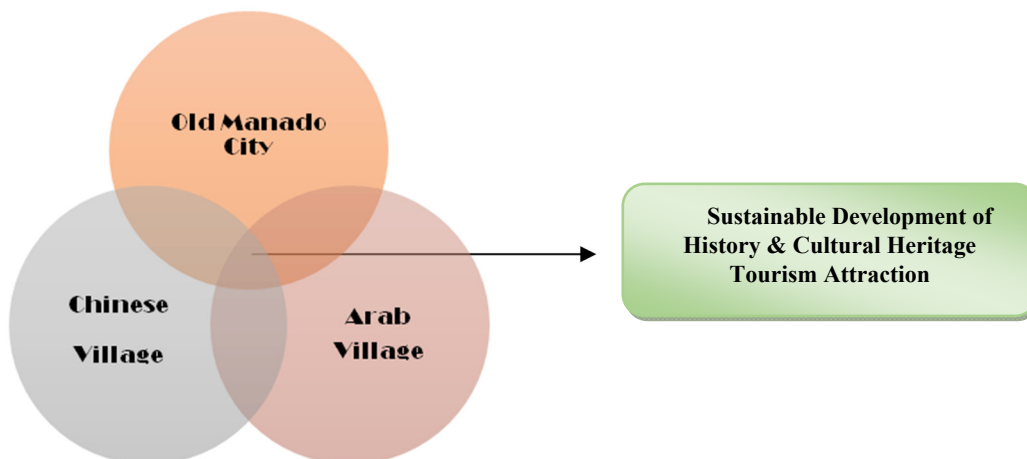 Old Manado
City
Chinese
Village
Arab
Village
Sustainable Development of
History & Cultural Heritage
Tourism Attraction